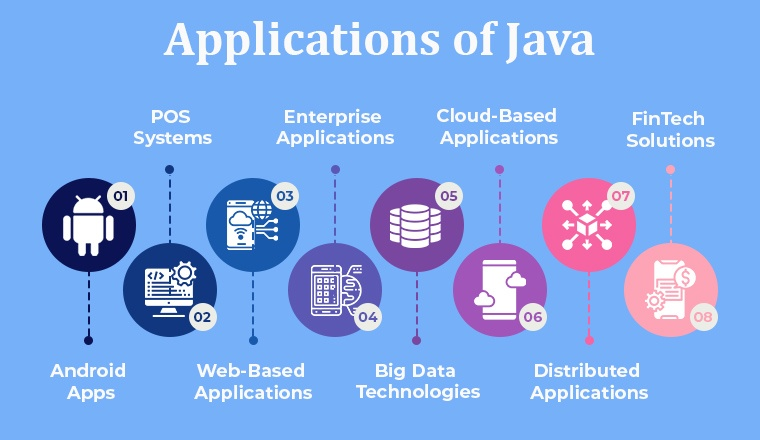 Applications of Java
POS
Systems
Enterprise
Applications
Cloud-Based
Applications
FinTech
Solutions
01
03
05
07
02
04
06
08
Android
Apps
Web-Based
Applications
Big Data
Technologies
Distributed
Applications